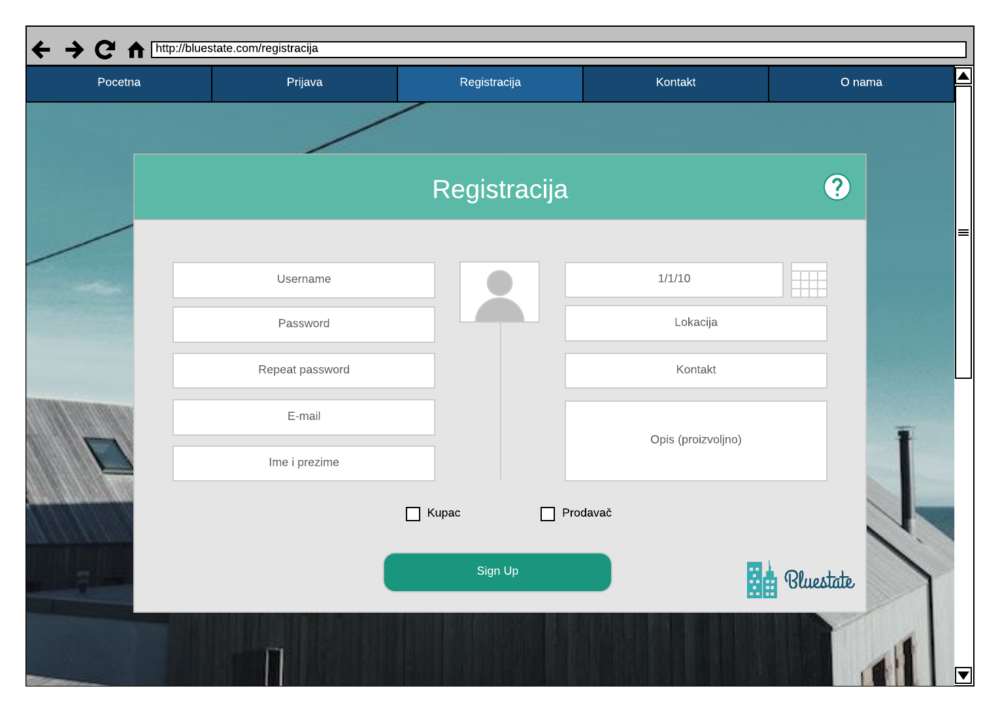 http://bluestate.com/registracija
Pocetna
Prijava
Registracija
Kontakt
O nama
Registracija
?
Username
Password
Repeat password
E-mail
Ime i prezime
1/1/10
Lokacija
Kontakt
Opis (proizvoljno)
Kupac
Prodavač
Sign Up
Bluestate